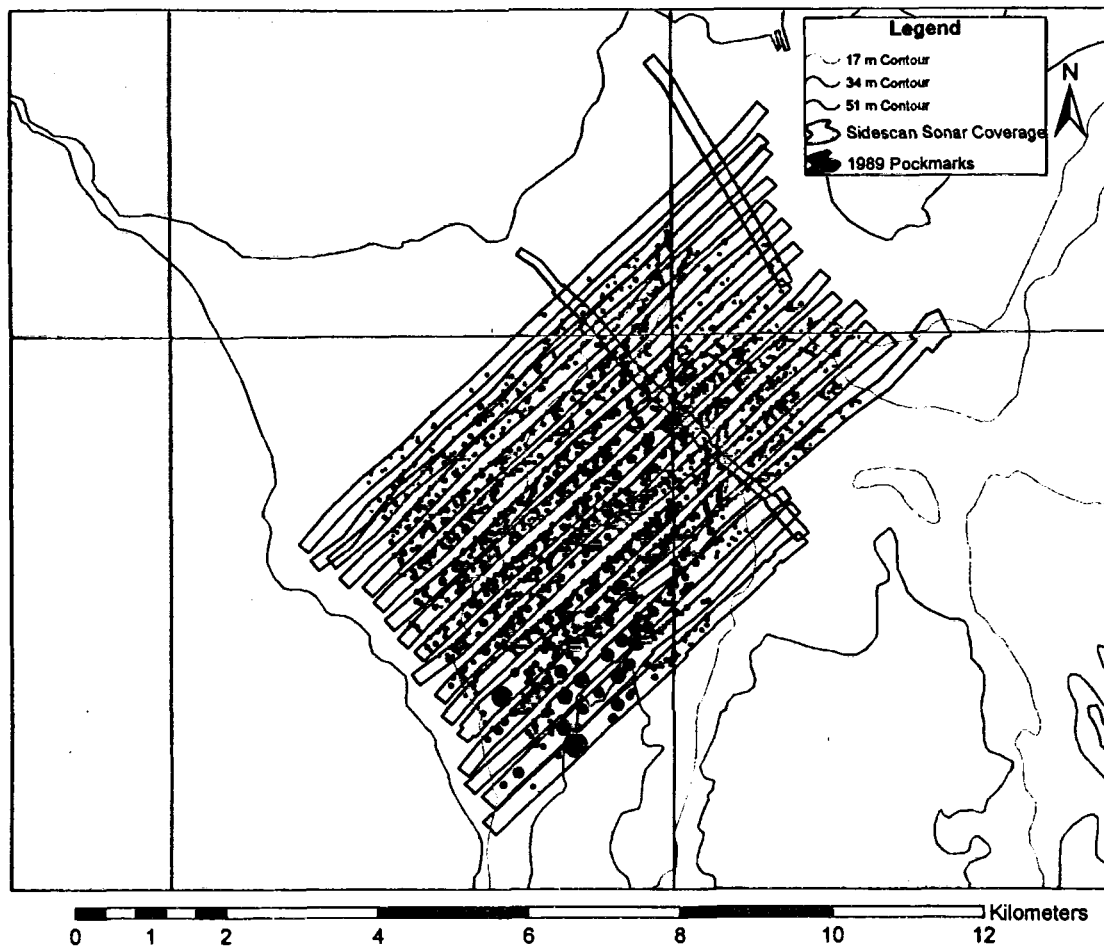 Legend
17 m Contour
34 m Contour
51 m Contour
Sidescan Sonar Coverage
1989 Pockmarks
N
Kilometers
0 1 2 4 6 8 10 12